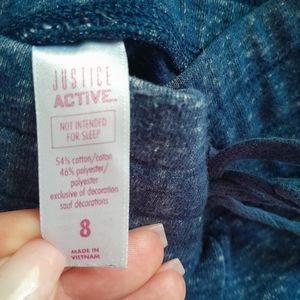 JUSTICE
ACTIVE
NOT INTENDED
FOR SLEEP
54% cotton/coton
46% polyester/
polyester
exclusive of decoration
sauf décorations
8
MADE IN
VIETNAM